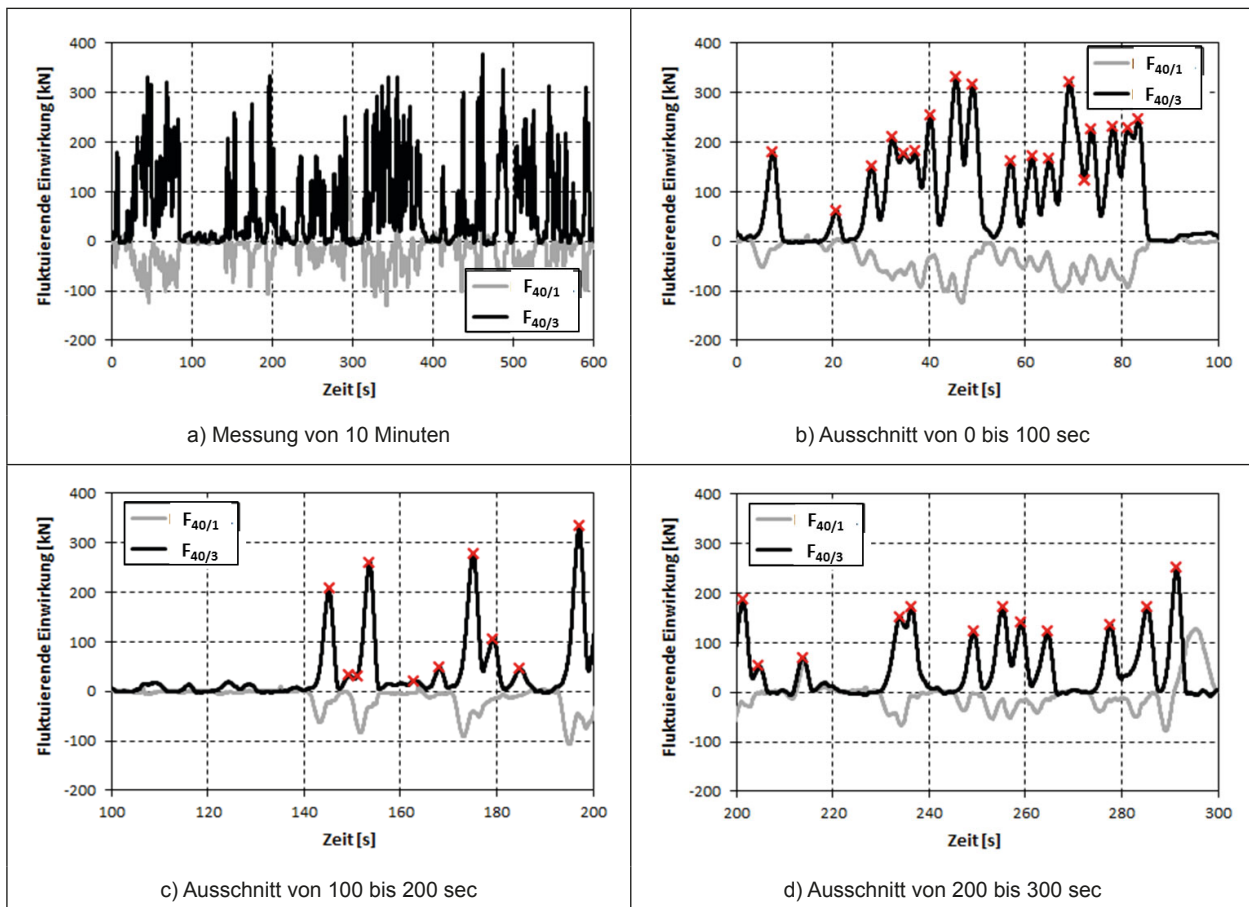 400
300
200
100
0
-100
-200
Fluktuierende Einwirkung [kN]
F40/1
F40/3
0 100 200 300 400 500 600
Zeit [s]
a) Messung von 10 Minuten
400
300
200
100
0
-100
-200
Fluktuierende Einwirkung [kN]
F40/1
F40/3
0 20 40 60 80 100
Zeit [s]
b) Ausschnitt von 0 bis 100 sec
400
300
200
100
0
-100
-200
Fluktuierende Einwirkung [kN]
F40/1
F40/3
100 120 140 160 180 200
Zeit [s]
c) Ausschnitt von 100 bis 200 sec
400
300
200
100
0
-100
-200
Fluktuierende Einwirkung [kN]
F40/1
F40/3
200 220 240 260 280 300
Zeit [s]
d) Ausschnitt von 200 bis 300 sec